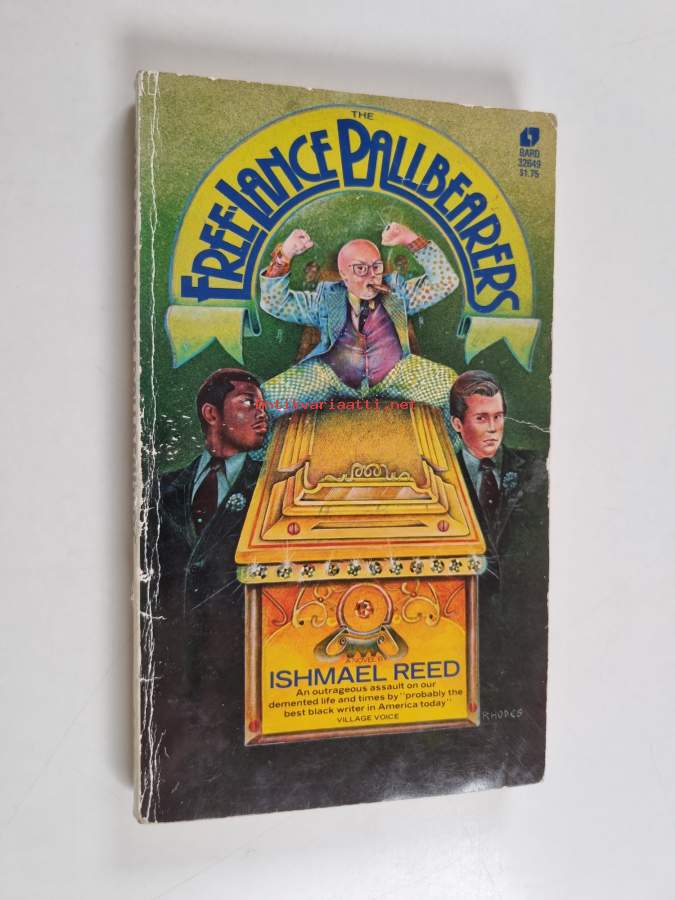 THE
FREE-LANCE PALLBEARERS
BARD
32649
$1.75
antikvariaatti.net
A NOVEL BY
ISHMAEL REED
An outrageous assault on our
demented life and times by "probably the
best black writer in America today"
VILLAGE VOICE
RHODES